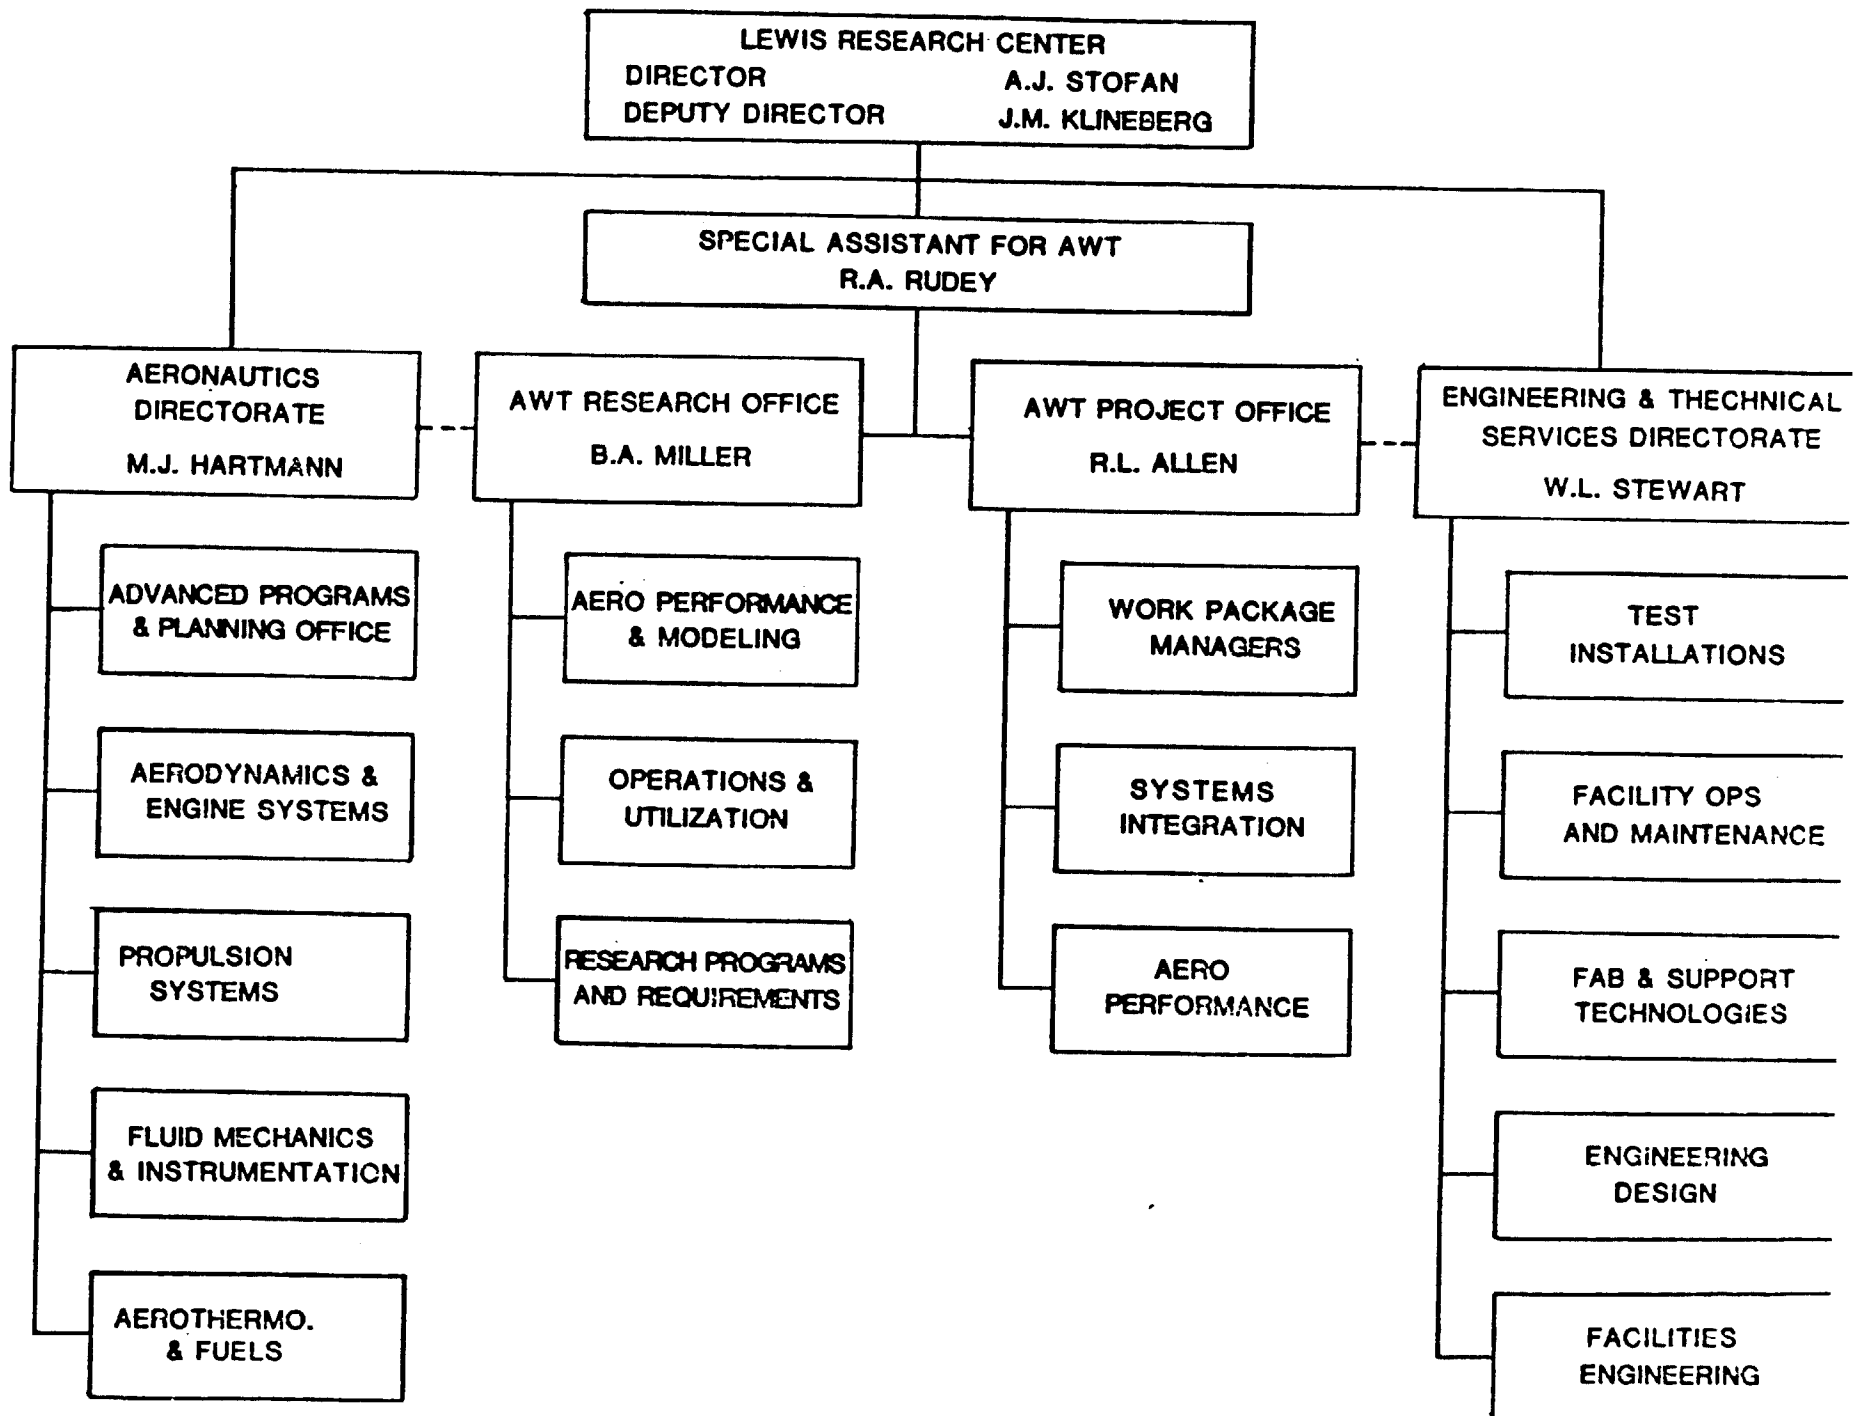 LEWIS RESEARCH CENTER
DIRECTOR A.J. STOFAN
DEPUTY DIRECTOR J.M. KLINEBERG
SPECIAL ASSISTANT FOR AWT
R.A. RUDEY
AERONAUTICS
DIRECTORATE
M.J. HARTMANN
AWT RESEARCH OFFICE
B.A. MILLER
AWT PROJECT OFFICE
R.L. ALLEN
ENGINEERING & THECHNICAL
SERVICES DIRECTORATE
W.L. STEWART
ADVANCED PROGRAMS
& PLANNING OFFICE
AERODYNAMICS &
ENGINE SYSTEMS
PROPULSION
SYSTEMS
FLUID MECHANICS
& INSTRUMENTATION
AEROTHERMO.
& FUELS
AERO PERFORMANCE
& MODELING
OPERATIONS &
UTILIZATION
RESEARCH PROGRAMS
AND REQUIREMENTS
WORK PACKAGE
MANAGERS
SYSTEMS
INTEGRATION
AERO
PERFORMANCE
TEST
INSTALLATIONS
FACILITY OPS
AND MAINTENANCE
FAB & SUPPORT
TECHNOLOGIES
ENGINEERING
DESIGN
FACILITIES
ENGINEERING